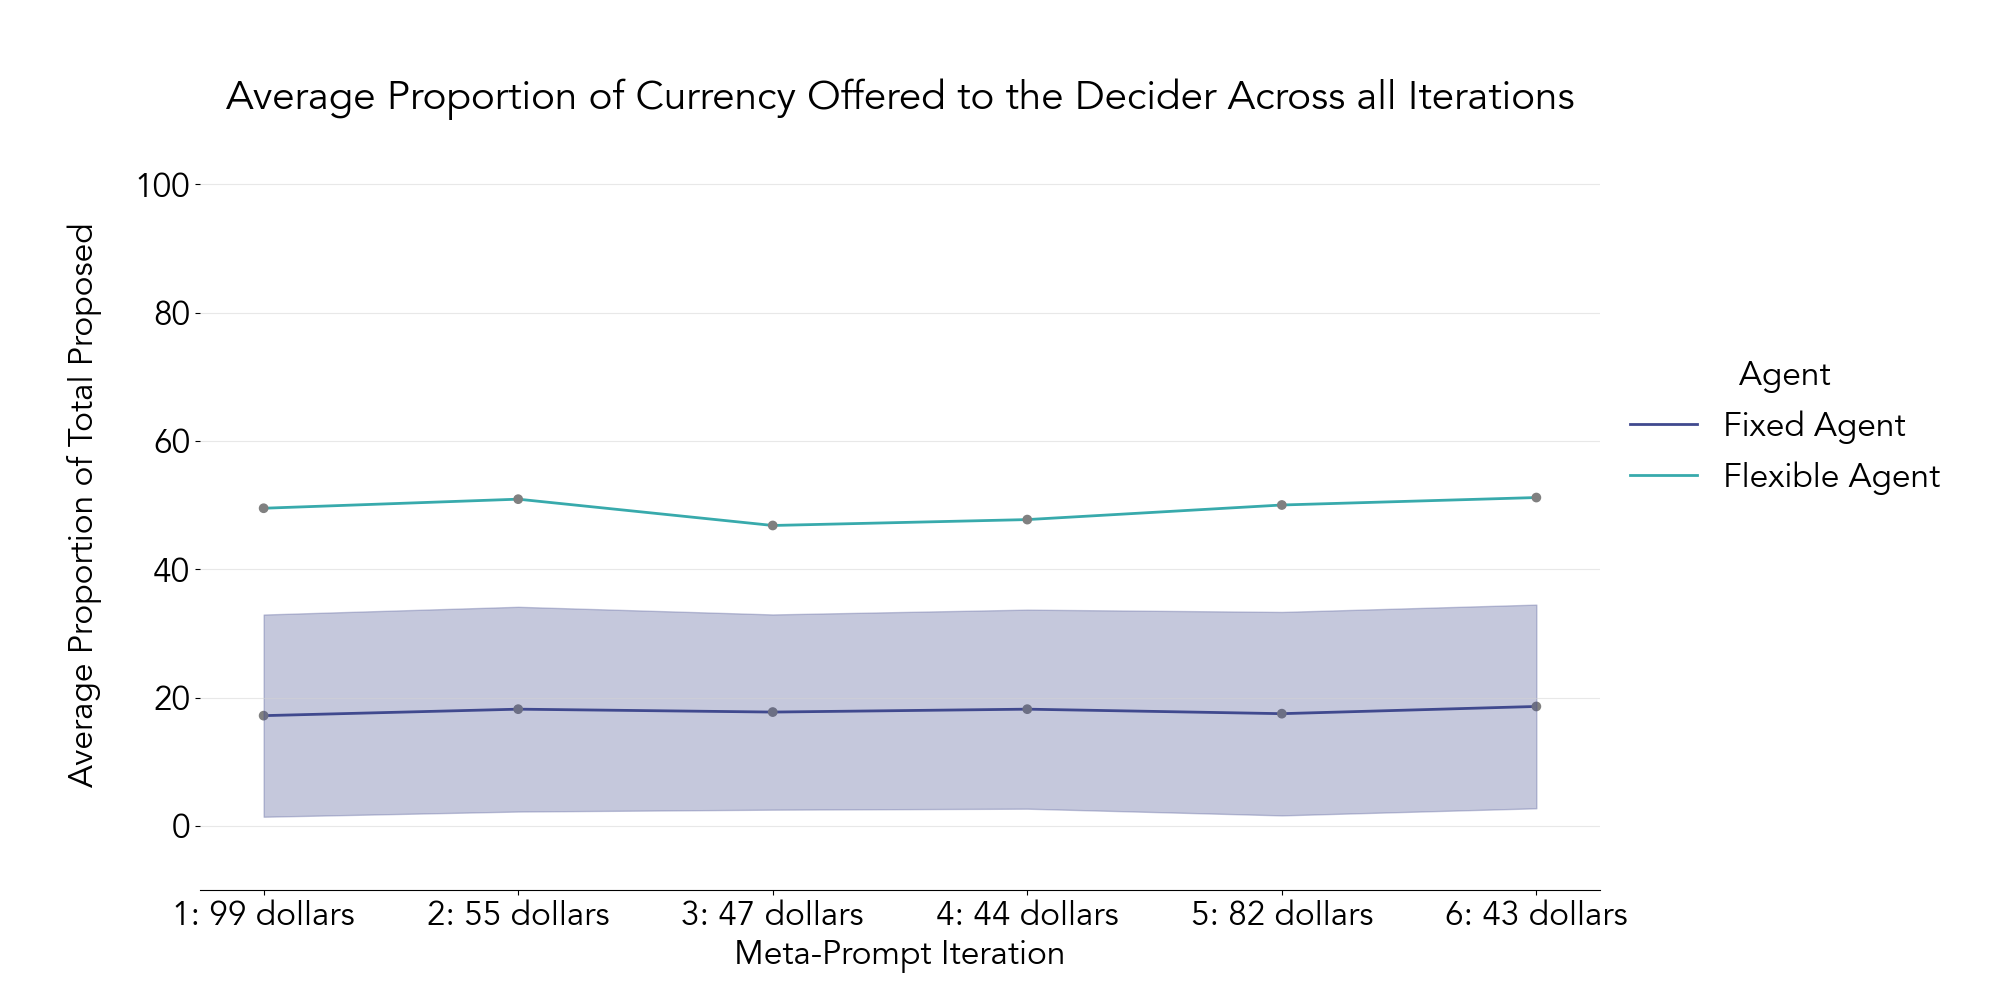 Average Proportion of Currency Offered to the Decider Across all Iterations
Average Proportion of Total Proposed
100
80
60
40
20
0
1: 99 dollars
2: 55 dollars
3: 47 dollars
4: 44 dollars
5: 82 dollars
6: 43 dollars
Meta-Prompt Iteration
Agent
Fixed Agent
Flexible Agent